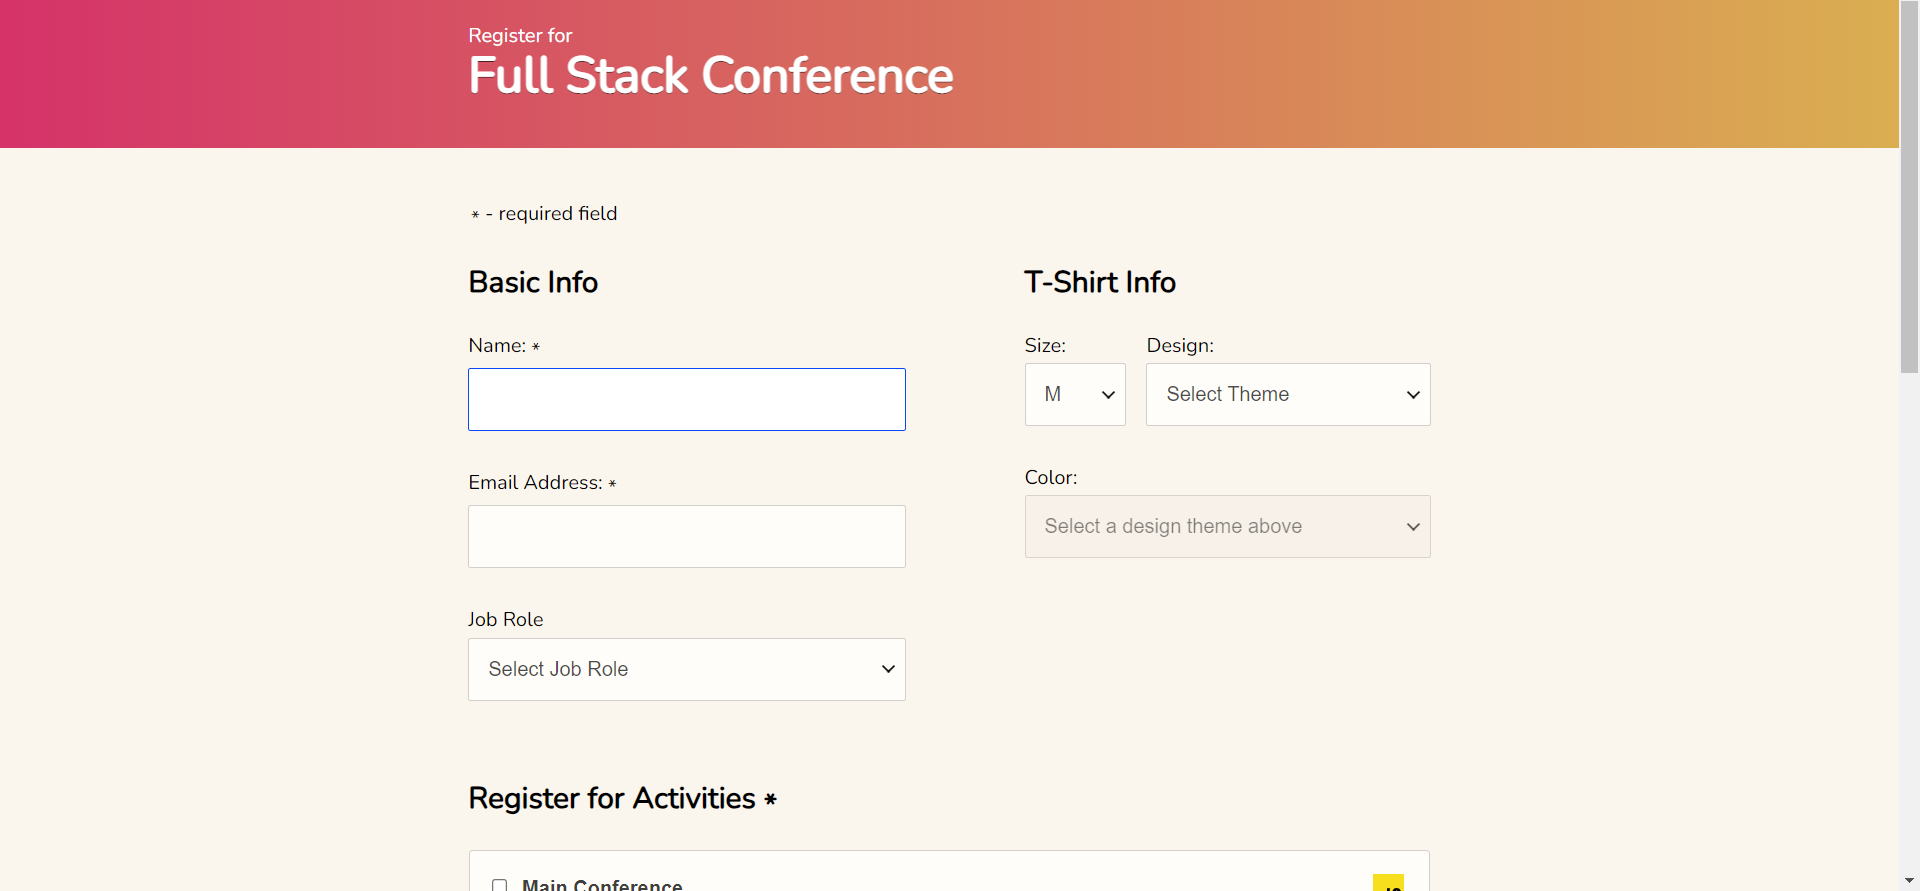 Register for
Full Stack Conference
* - required field
Basic Info
Name: *
Email Address: *
Job Role
Select Job Role
T-Shirt Info
Size:
Design:
M
Select Theme
Color:
Select a design theme above
Register for Activities *
Main Conference